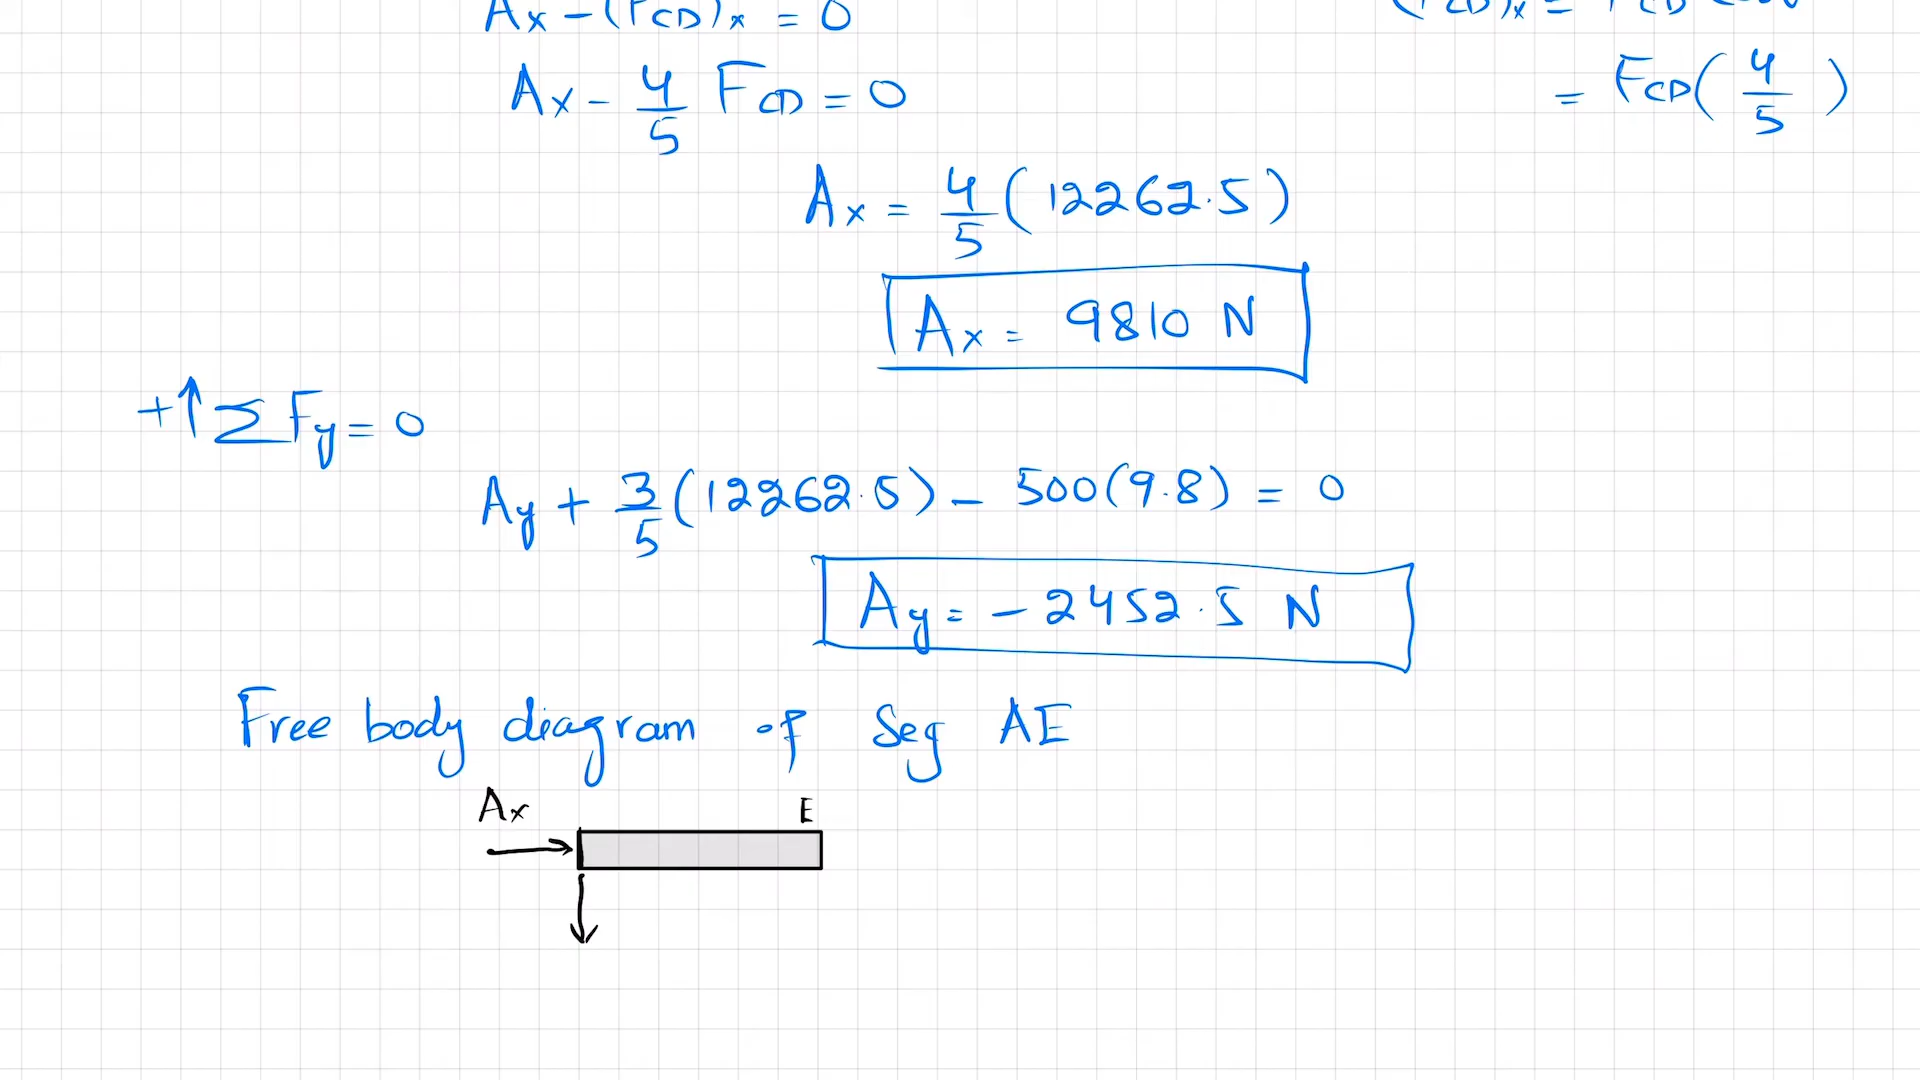 Ax - (FCD)x = 0
Ax - 4/5 FCD = 0
= FCD(4/5)
Ax = 4/5 (12262.5)
Ax = 9810 N
+↑ΣFy = 0
Ay + 3/5 (12262.5) - 500(9.8) = 0
Ay = - 2452.5 N
Free body diagram of Seg AE
Ax
E